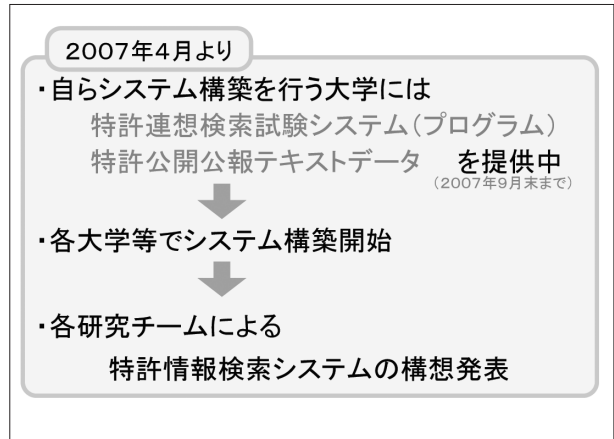 2007年4月より
・自らシステム構築を行う大学には
特許連想検索試験システム(プログラム)
特許公開公報テキストデータ を提供中
(2007年9月末まで)
・各大学等でシステム構築開始
・各研究チームによる
特許情報検索システムの構想発表